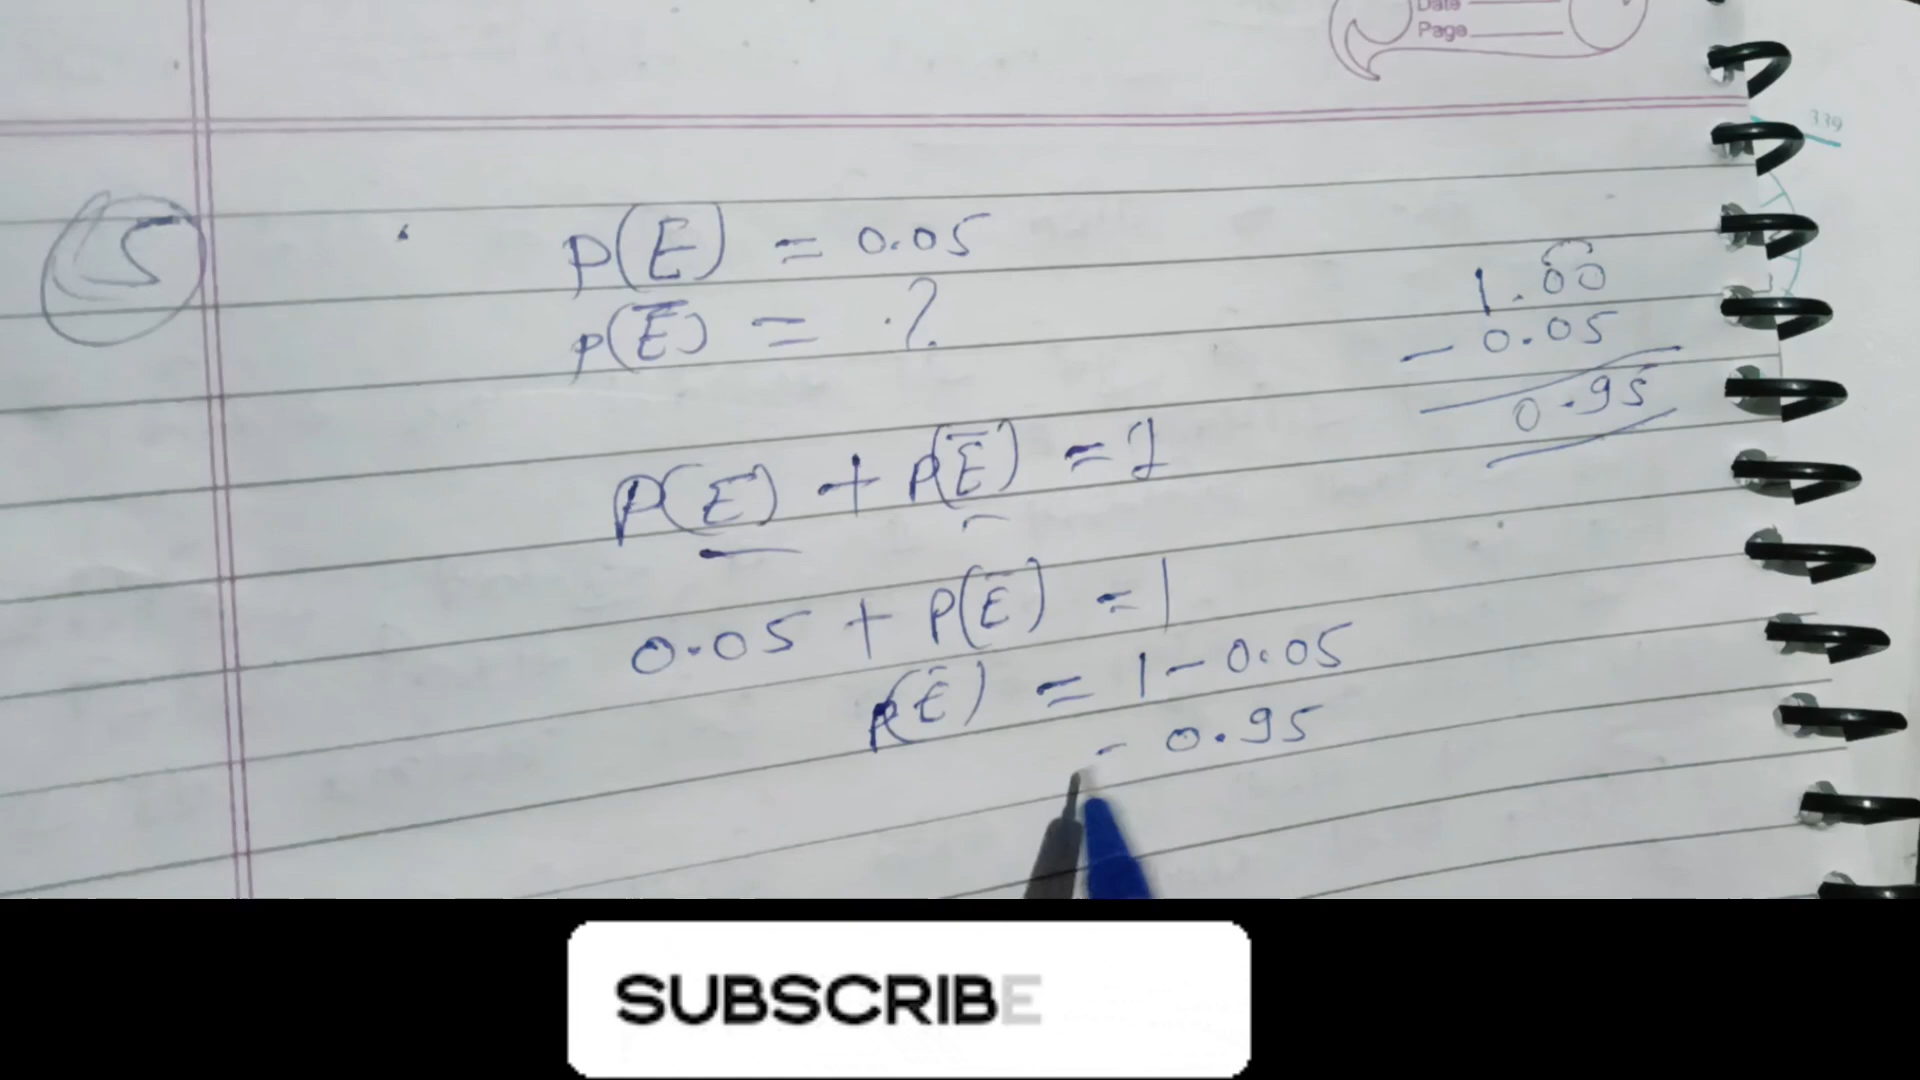 Date
Page
339
5
P(E) = 0.05
P(E̅) = ?
1.00
- 0.05
0.95
P(E) + P(E̅) = 1
0.05 + P(E̅) = 1
P(E̅) = 1 - 0.05
- 0.95
SUBSCRIBE